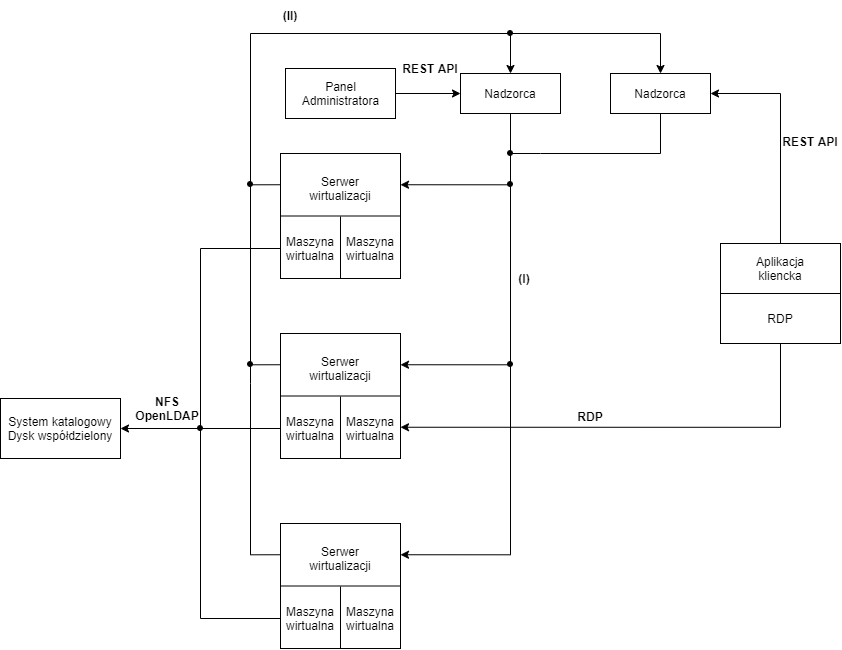 (II)
REST API
Panel
Administratora
Nadzorca
Nadzorca
REST API
Serwer
wirtualizacji
Maszyna
wirtualna
Maszyna
wirtualna
(I)
Aplikacja
kliencka
RDP
Serwer
wirtualizacji
Maszyna
wirtualna
Maszyna
wirtualna
NFS
OpenLDAP
System katalogowy
Dysk współdzielony
RDP
Serwer
wirtualizacji
Maszyna
wirtualna
Maszyna
wirtualna